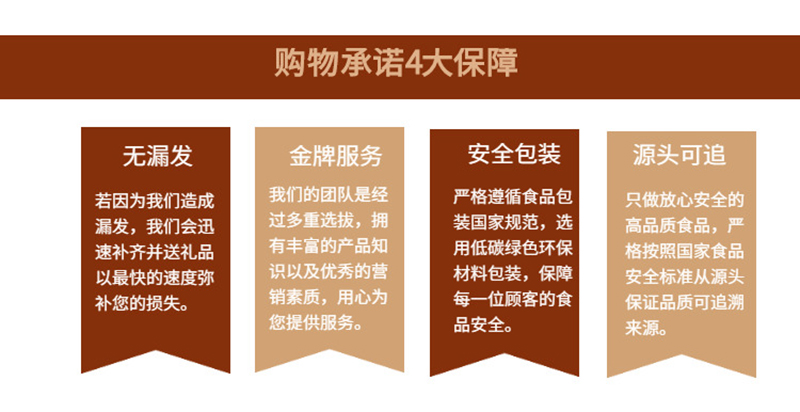 购物承诺4大保障
无漏发
若因为我们造成
漏发，我们会迅
速补齐并送礼品
以最快的速度弥
补您的损失。
金牌服务
我们的团队是经
过多重选拔，拥
有丰富的产品知
识以及优秀的营
销素质，用心为
您提供服务。
安全包装
严格遵循食品包
装国家规范，选
用低碳绿色环保
材料包装，保障
每一位顾客的食
品安全。
源头可追
只做放心安全的
高品质食品，严
格按照国家食品
安全标准从源头
保证品质可追溯
来源。